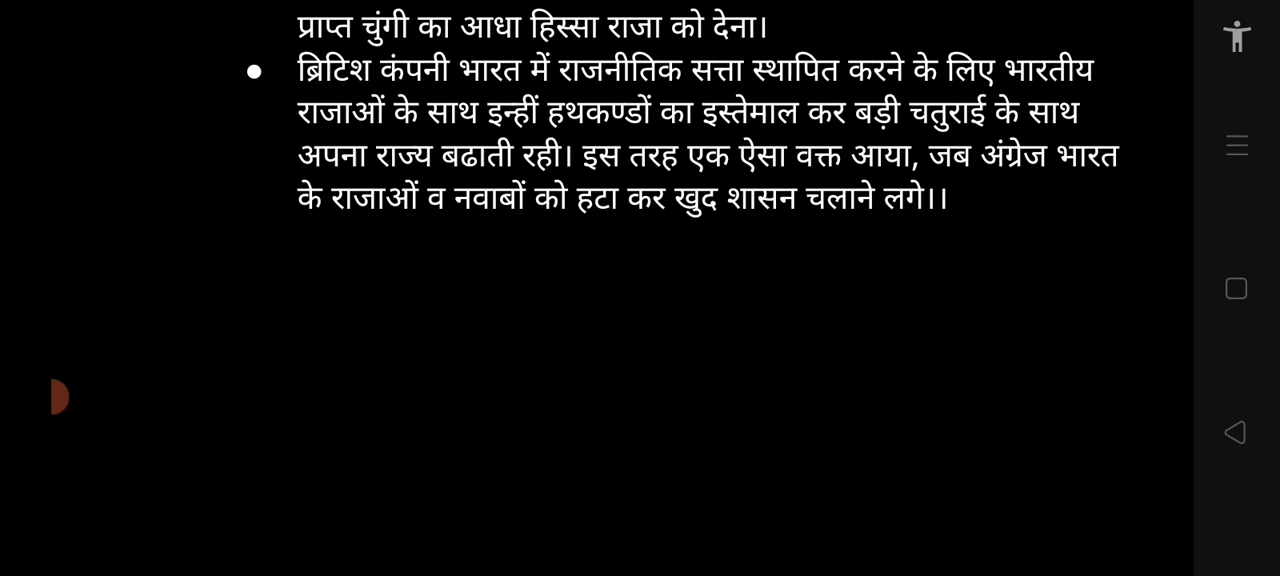 प्राप्त चुंगी का आधा हिस्सा राजा को देना।
● ब्रिटिश कंपनी भारत में राजनीतिक सत्ता स्थापित करने के लिए भारतीय
राजाओं के साथ इन्हीं हथकण्डों का इस्तेमाल कर बड़ी चतुराई के साथ
अपना राज्य बढाती रही। इस तरह एक ऐसा वक्त आया, जब अंग्रेज भारत
के राजाओं व नवाबों को हटा कर खुद शासन चलाने लगे।।